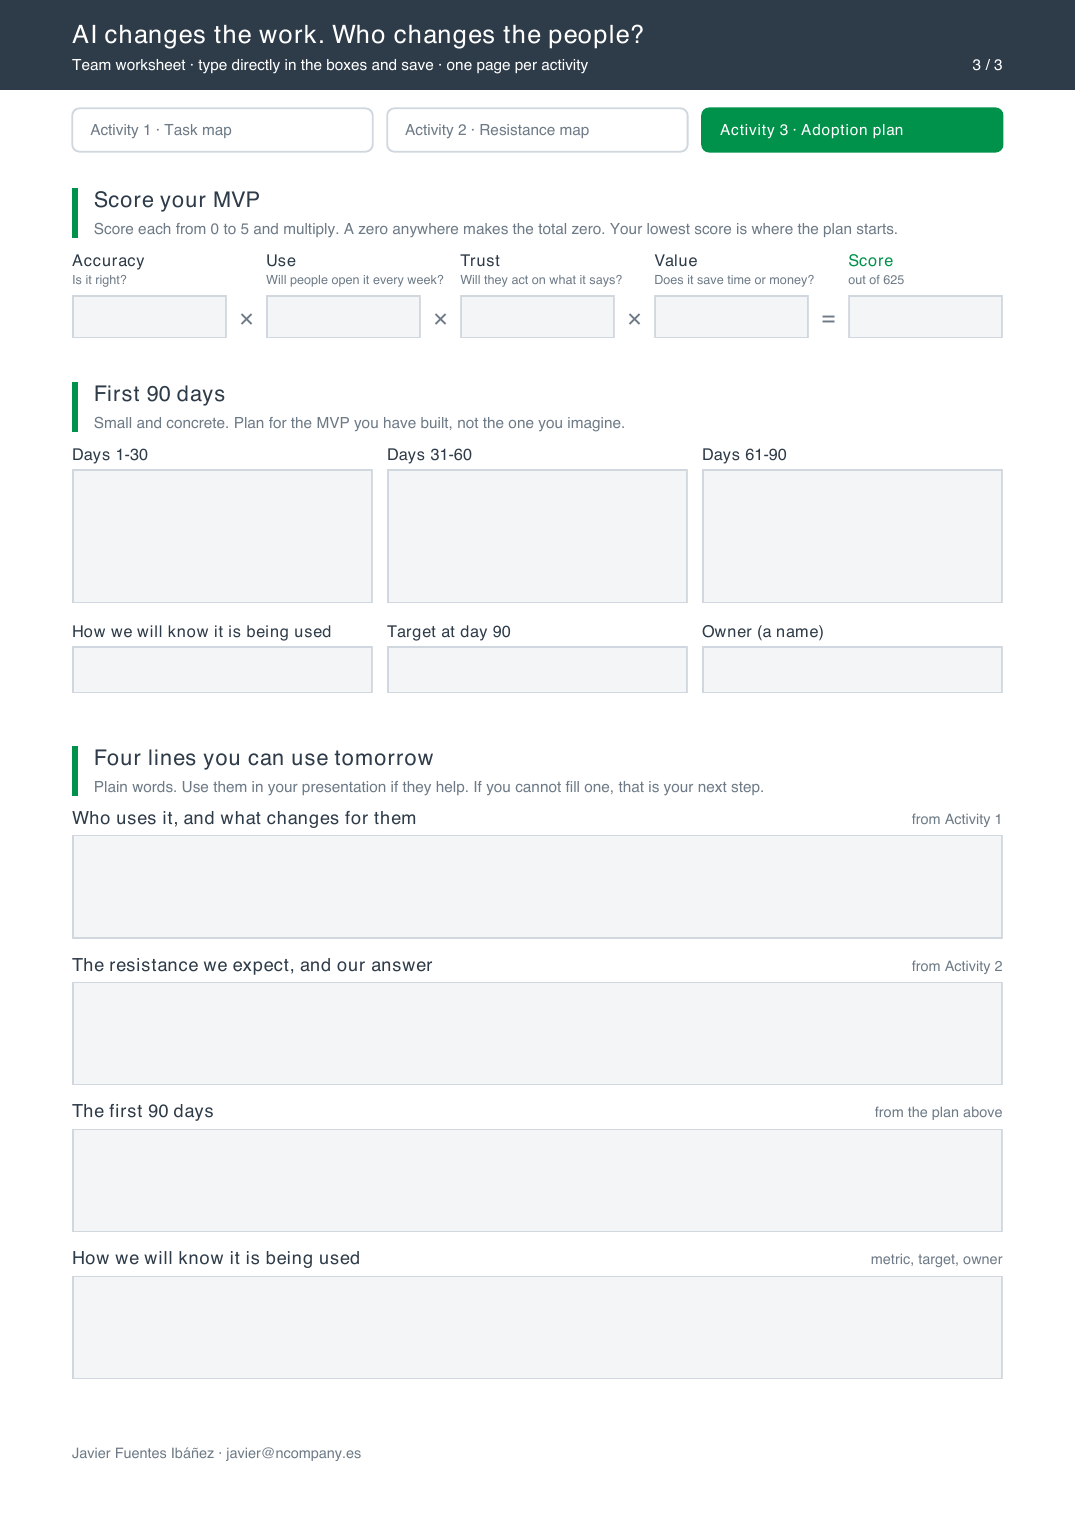 AI changes the work. Who changes the people?
Team worksheet · type directly in the boxes and save · one page per activity
3 / 3
Activity 1 · Task map
Activity 2 · Resistance map
Activity 3 · Adoption plan
Score your MVP
Score each from 0 to 5 and multiply. A zero anywhere makes the total zero. Your lowest score is where the plan starts.
Accuracy
Is it right?
×
Use
Will people open it every week?
×
Trust
Will they act on what it says?
×
Value
Does it save time or money?
=
Score
out of 625
First 90 days
Small and concrete. Plan for the MVP you have built, not the one you imagine.
Days 1-30
Days 31-60
Days 61-90
How we will know it is being used
Target at day 90
Owner (a name)
Four lines you can use tomorrow
Plain words. Use them in your presentation if they help. If you cannot fill one, that is your next step.
Who uses it, and what changes for them
from Activity 1
The resistance we expect, and our answer
from Activity 2
The first 90 days
from the plan above
How we will know it is being used
metric, target, owner
Javier Fuentes Ibáñez · javier@ncompany.es